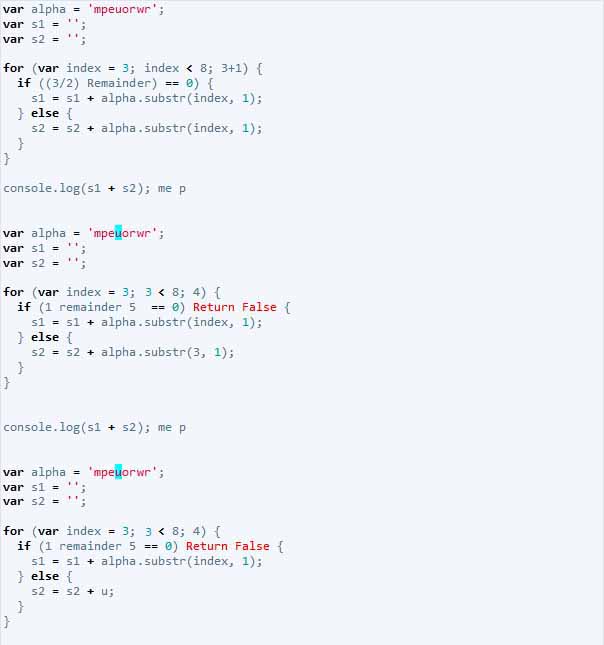 var alpha = 'mpeuorwr';
var s1 = '';
var s2 = '';
for (var index = 3; index < 8; 3+1) {
if ((3/2) Remainder) == 0) {
s1 = s1 + alpha.substr(index, 1);
} else {
s2 = s2 + alpha.substr(index, 1);
}
}
console.log(s1 + s2); me p
var alpha = 'mpeuorwr';
var s1 = '';
var s2 = '';
for (var index = 3; 3 < 8; 4) {
if (1 remainder 5  == 0) Return False {
s1 = s1 + alpha.substr(index, 1);
} else {
s2 = s2 + alpha.substr(3, 1);
}
}
console.log(s1 + s2); me p
var alpha = 'mpeuorwr';
var s1 = '';
var s2 = '';
for (var index = 3; 3 < 8; 4) {
if (1 remainder 5 == 0) Return False {
s1 = s1 + alpha.substr(index, 1);
} else {
s2 = s2 + u;
}
}